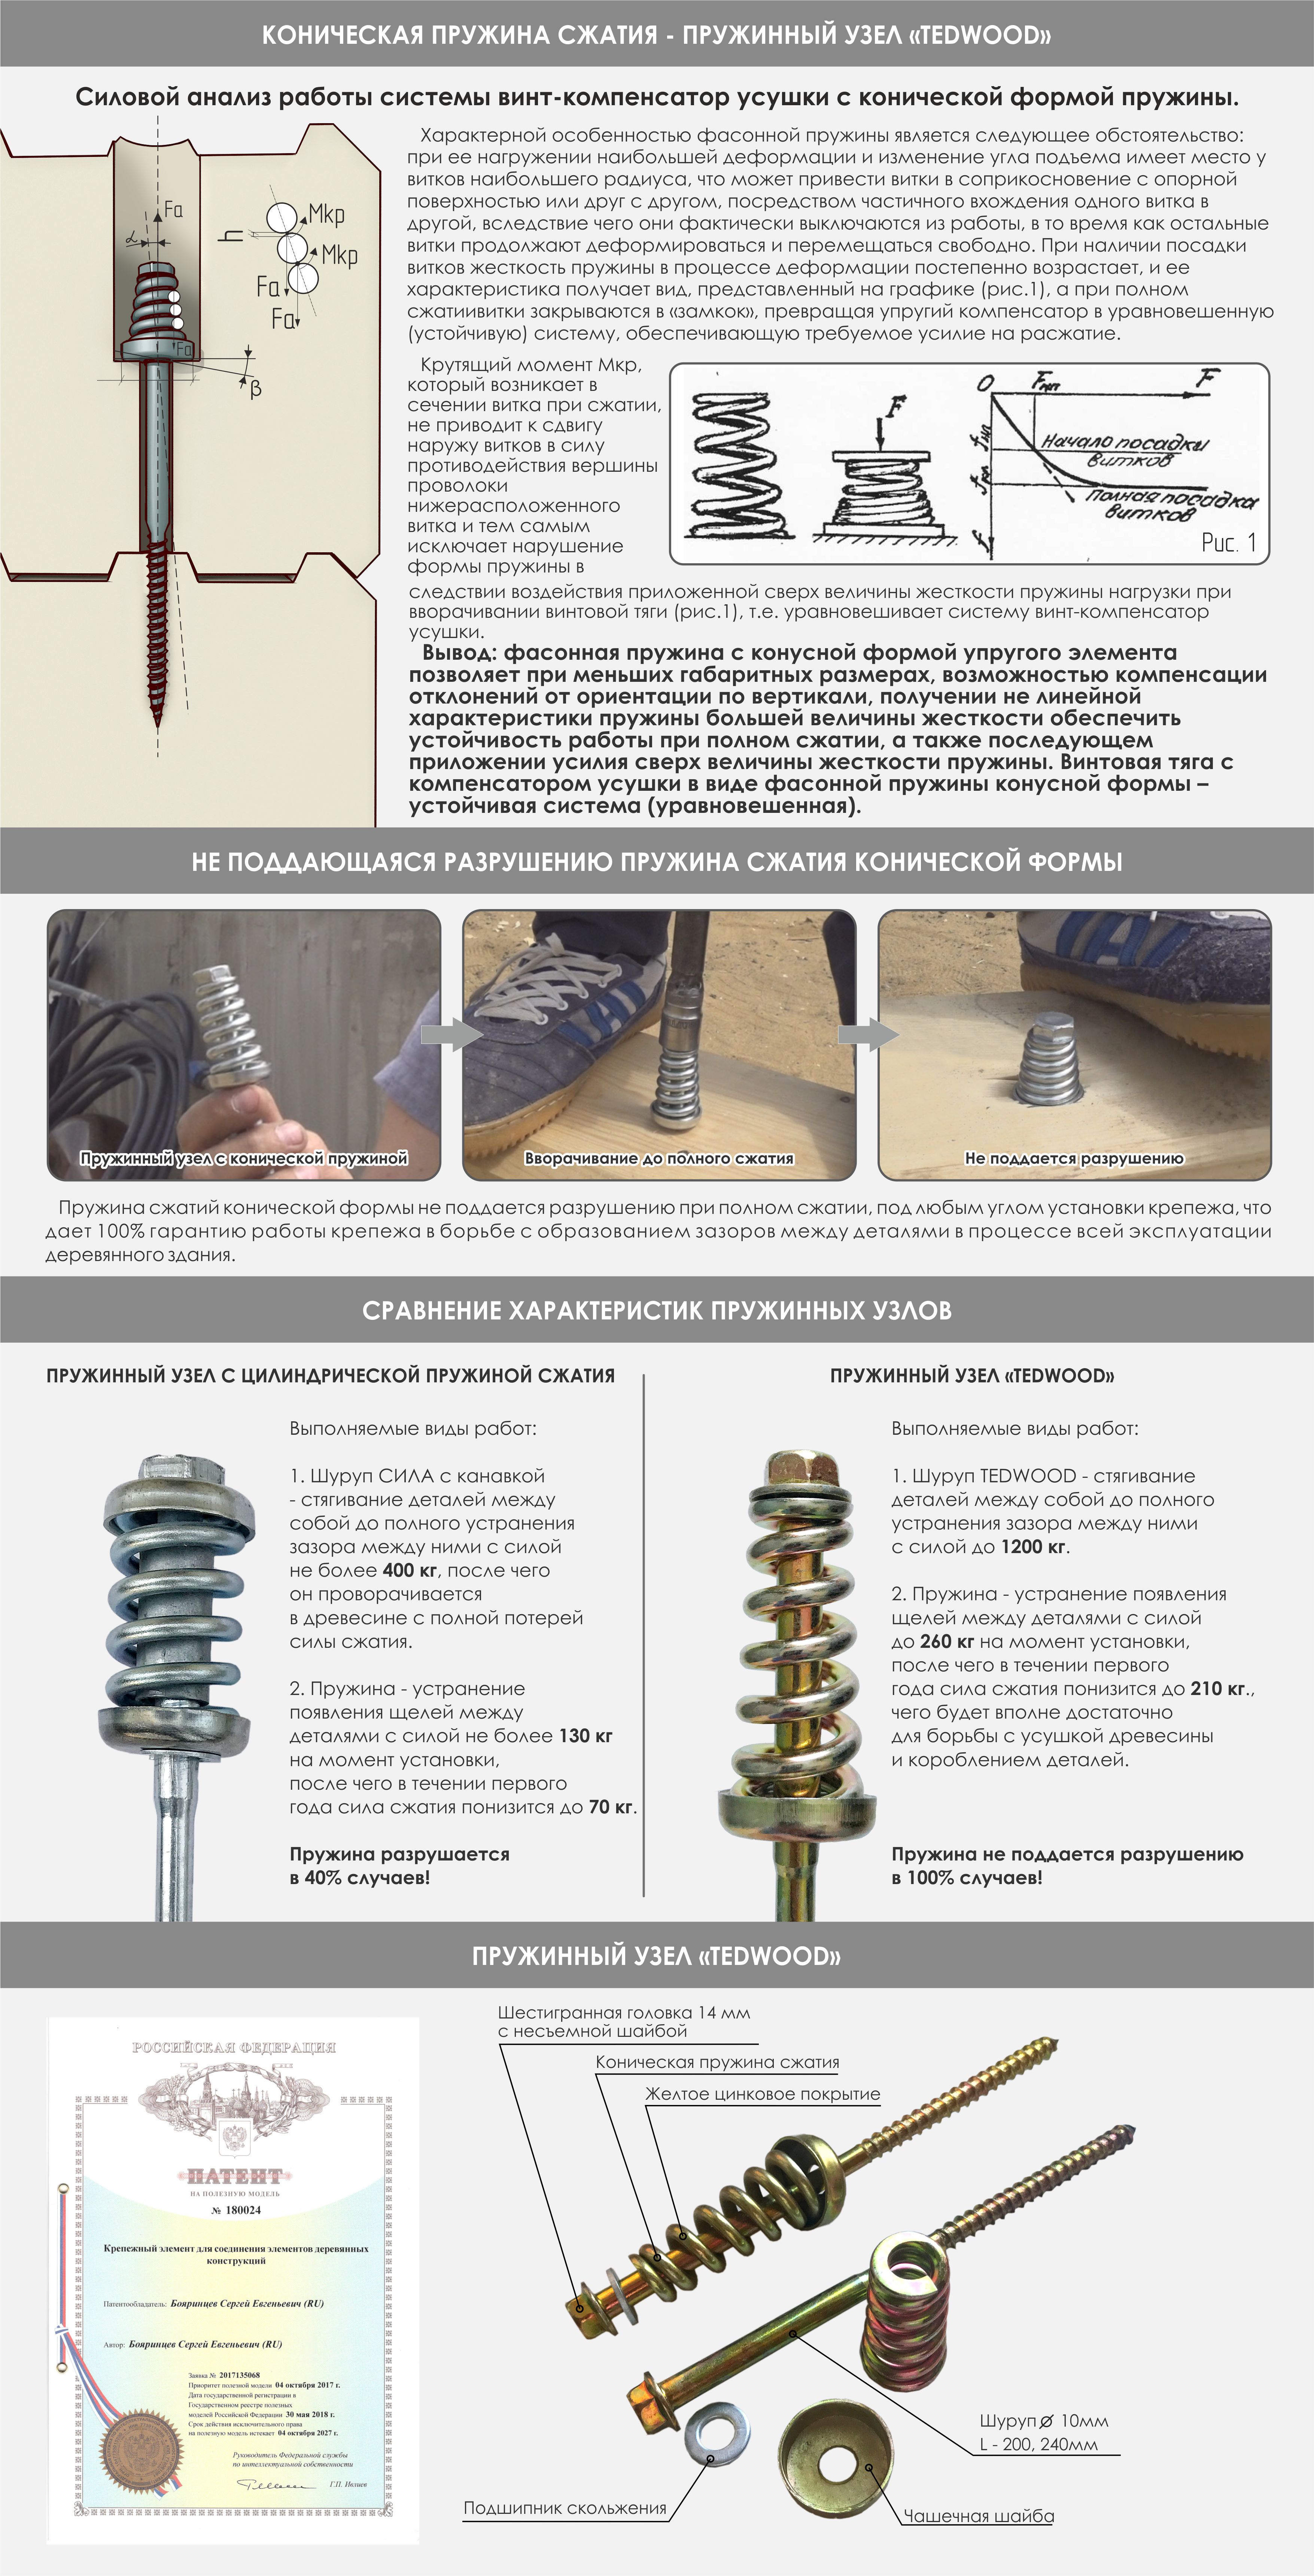 КОНИЧЕСКАЯ ПРУЖИНА СЖАТИЯ - ПРУЖИННЫЙ УЗЕЛ «TEDWOOD»
Силовой анализ работы системы винт-компенсатор усушки с конической формой пружины.
Характерной особенностью фасонной пружины является следующее обстоятельство:
при ее нагружении наибольшей деформации и изменение угла подъема имеет место у
витков наибольшего радиуса, что может привести витки в соприкосновение с опорной
поверхностью или друг с другом, посредством частичного вхождения одного витка в
другой, вследствие чего они фактически выключаются из работы, в то время как остальные
витки продолжают деформироваться и перемещаться свободно. При наличии посадки
витков жесткость пружины в процессе деформации постепенно возрастает, и ее
характеристика получает вид, представленный на графике (рис.1), а при полном
сжатиивитки закрываются в «замкок», превращая упругий компенсатор в уравновешенную
(устойчивую) систему, обеспечивающую требуемое усилие на расжатие.
Fa
α
h
Мкр
Мкр
Fa
Fa
Fa
β
Крутящий момент Мкр,
который возникает в
сечении витка при сжатии,
не приводит к сдвигу
наружу витков в силу
противодействия вершины
проволоки
нижерасположенного
витка и тем самым
исключает нарушение
формы пружины в
F
O
F
Начало посадки
витков
Полная посадка
витков
f
Рис. 1
следствии воздействия приложенной сверх величины жесткости пружины нагрузки при
вворачивании винтовой тяги (рис.1), т.е. уравновешивает систему винт-компенсатор
усушки.
Вывод: фасонная пружина с конусной формой упругого элемента
позволяет при меньших габаритных размерах, возможностью компенсации
отклонений от ориентации по вертикали, получении не линейной
характеристики пружины большей величины жесткости обеспечить
устойчивость работы при полном сжатии, а также последующем
приложении усилия сверх величины жесткости пружины. Винтовая тяга с
компенсатором усушки в виде фасонной пружины конусной формы –
устойчивая система (уравновешенная).
НЕ ПОДДАЮЩАЯСЯ РАЗРУШЕНИЮ ПРУЖИНА СЖАТИЯ КОНИЧЕСКОЙ ФОРМЫ
Пружинный узел с конической пружиной
Вворачивание до полного сжатия
Не поддается разрушению
Пружина сжатий конической формы не поддается разрушению при полном сжатии, под любым углом установки крепежа, что
дает 100% гарантию работы крепежа в борьбе с образованием зазоров между деталями в процессе всей эксплуатации
деревянного здания.
СРАВНЕНИЕ ХАРАКТЕРИСТИК ПРУЖИННЫХ УЗЛОВ
ПРУЖИННЫЙ УЗЕЛ С ЦИЛИНДРИЧЕСКОЙ ПРУЖИНОЙ СЖАТИЯ
Выполняемые виды работ:
1. Шуруп СИЛА с канавкой
- стягивание деталей между
собой до полного устранения
зазора между ними с силой
не более 400 кг, после чего
он проворачивается
в древесине с полной потерей
силы сжатия.
2. Пружина - устранение
появления щелей между
деталями с силой не более 130 кг
на момент установки,
после чего в течении первого
года сила сжатия понизится до 70 кг.
Пружина разрушается
в 40% случаев!
ПРУЖИННЫЙ УЗЕЛ «TEDWOOD»
Выполняемые виды работ:
1. Шуруп TEDWOOD - стягивание
деталей между собой до полного
устранения зазора между ними
с силой до 1200 кг.
2. Пружина - устранение появления
щелей между деталями с силой
до 260 кг на момент установки,
после чего в течении первого
года сила сжатия понизится до 210 кг.,
чего будет вполне достаточно
для борьбы с усушкой древесины
и короблением деталей.
Пружина не поддается разрушению
в 100% случаев!
ПРУЖИННЫЙ УЗЕЛ «TEDWOOD»
РОССИЙСКАЯ ФЕДЕРАЦИЯ
ПАТЕНТ
НА ПОЛЕЗНУЮ МОДЕЛЬ
№ 180024
Крепежный элемент для соединения элементов деревянных
конструкций
Патентообладатель: Бояринцев Сергей Евгеньевич (RU)
Автор: Бояринцев Сергей Евгеньевич (RU)
Заявка № 2017135068
Приоритет полезной модели 04 октября 2017 г.
Дата государственной регистрации в
Государственном реестре полезных
моделей Российской Федерации 30 мая 2018 г.
Срок действия исключительного права
на полезную модель истекает 04 октября 2027 г.
Руководитель Федеральной службы
по интеллектуальной собственности
Г.П. Ивлиев
Шестигранная головка 14 мм
с несъемной шайбой
Коническая пружина сжатия
Желтое цинковое покрытие
Шуруп ⌀ 10мм
L - 200, 240мм
Подшипник скольжения
Чашечная шайба